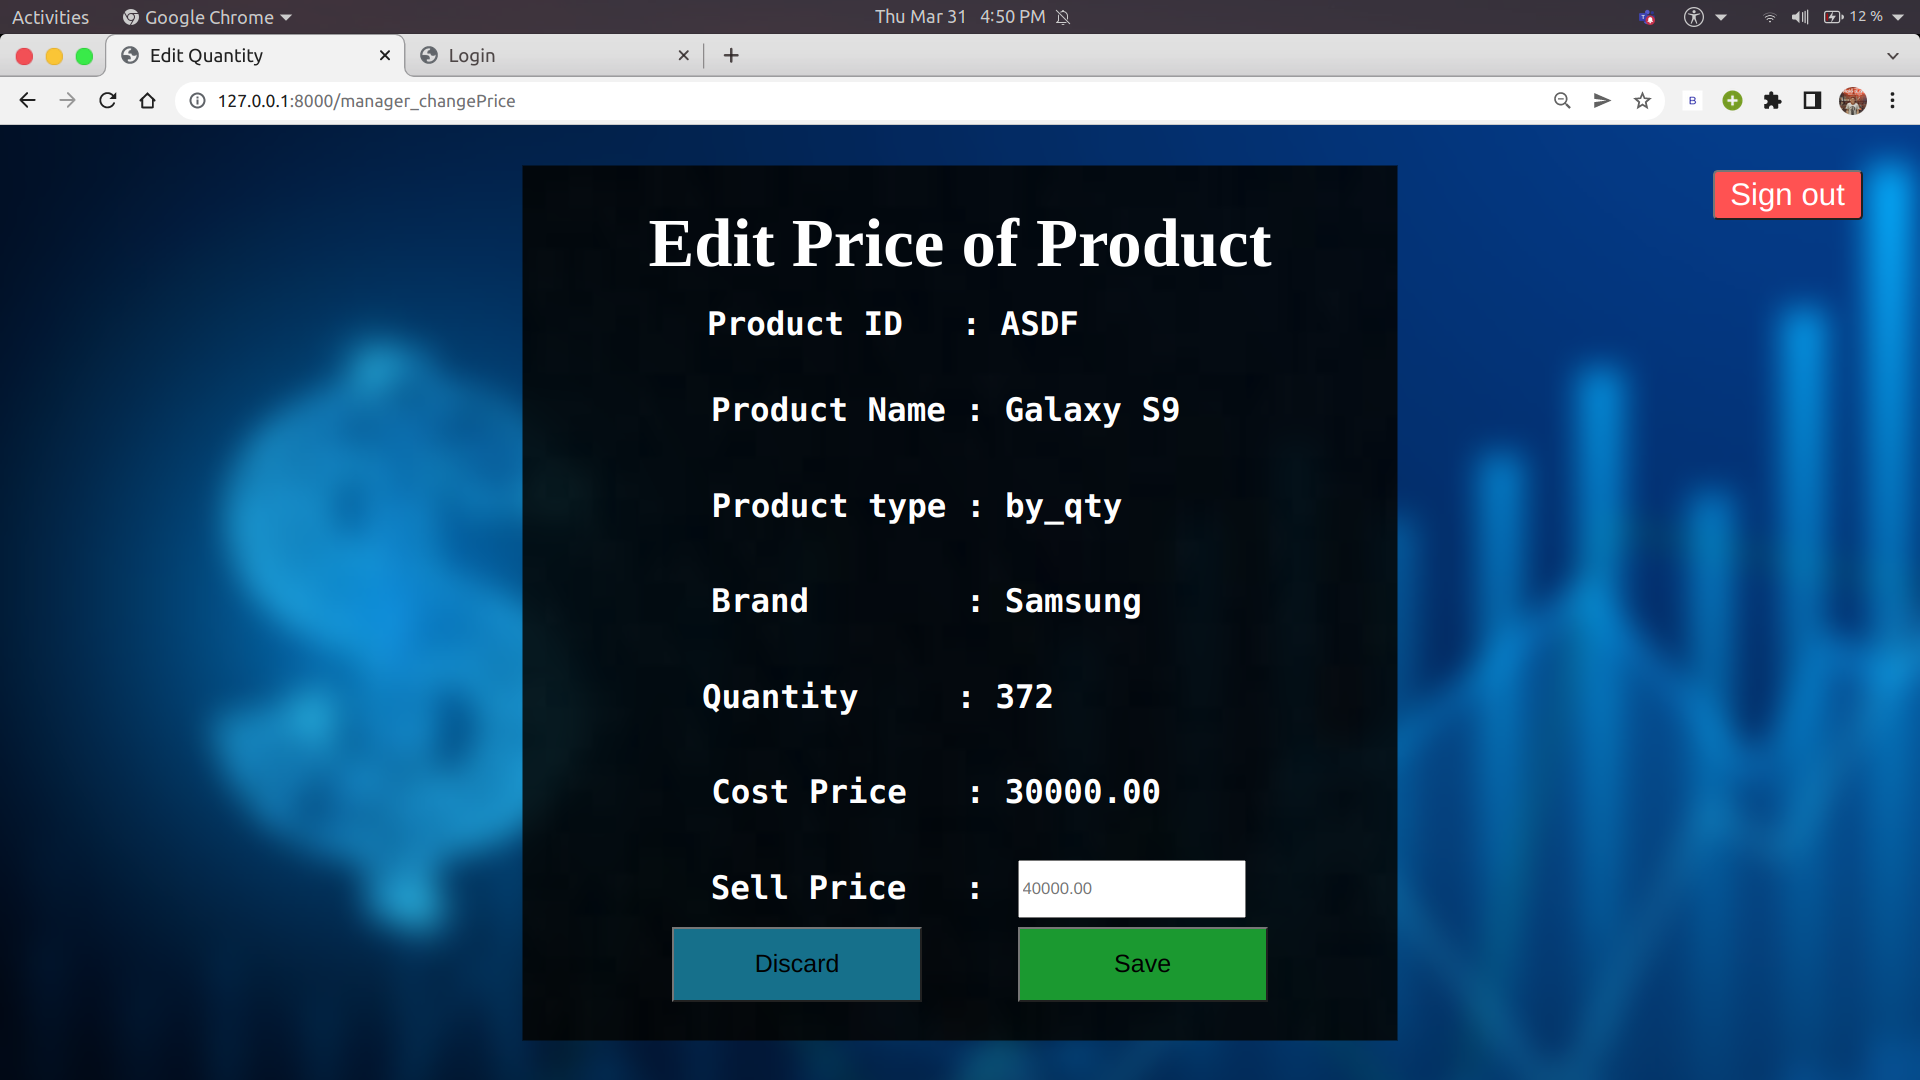 Activities Google Chrome Thu Mar 31 4:50 PM 12 %
Edit Quantity Login
127.0.0.1:8000/manager_changePrice B
Sign out
Edit Price of Product
Product ID : ASDF
Product Name : Galaxy S9
Product type : by_qty
Brand : Samsung
Quantity : 372
Cost Price : 30000.00
Sell Price : 40000.00
Discard Save